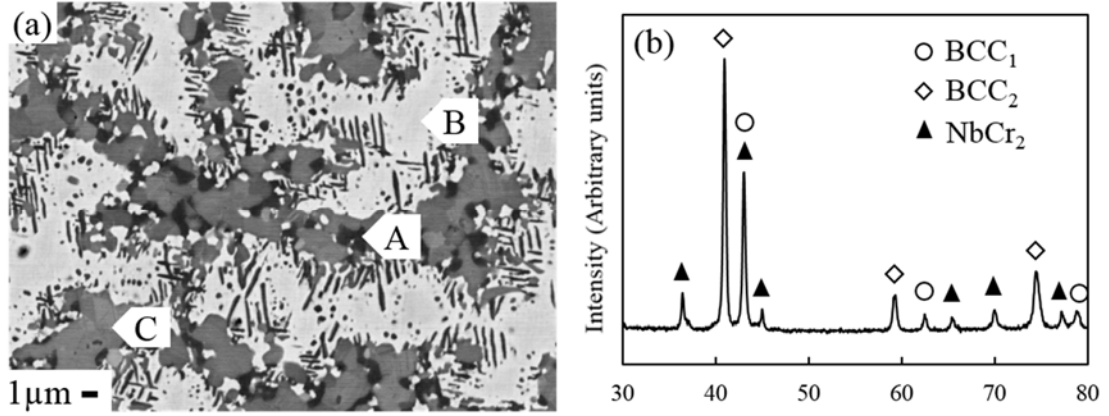 (a)
B
A
C
1μm
(b)
BCC₁
BCC₂
NbCr₂
Intensity (Arbitrary units)
30 40 50 60 70 80